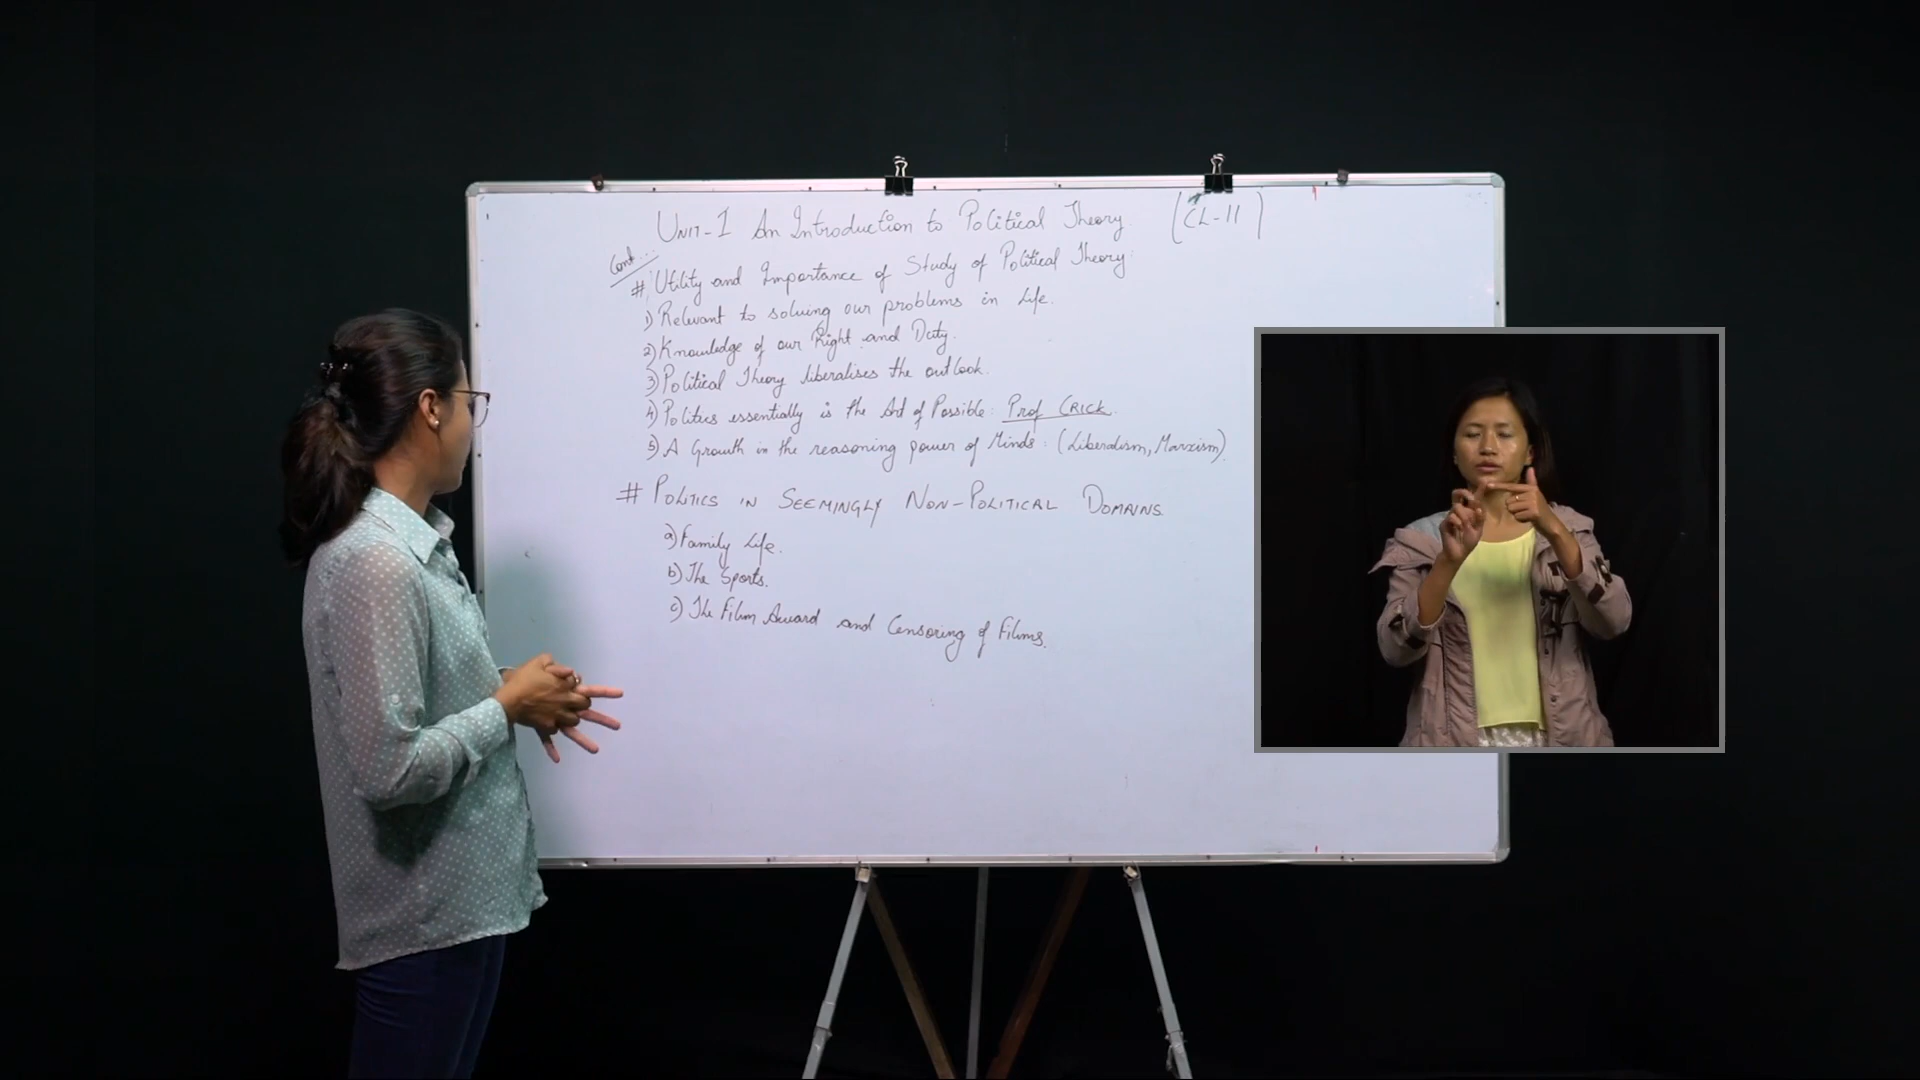 Unit-1 An Introduction to Political Theory. (CL-11)
Cont...
# Utility and Importance of Study of Political Theory:
1) Relevant to solving our problems in Life.
2) Knowledge of our Right and Duty.
3) Political Theory liberalises the outlook.
4) Politics essentially is the Art of Possible: Prof CRICK.
5) A Growth in the reasoning power of Minds: (Liberalism, Marxism).
# POLITICS IN SEEMINGLY NON-POLITICAL DOMAINS.
a) Family Life.
b) The Sports.
c) The Film Award and Censoring of Films.